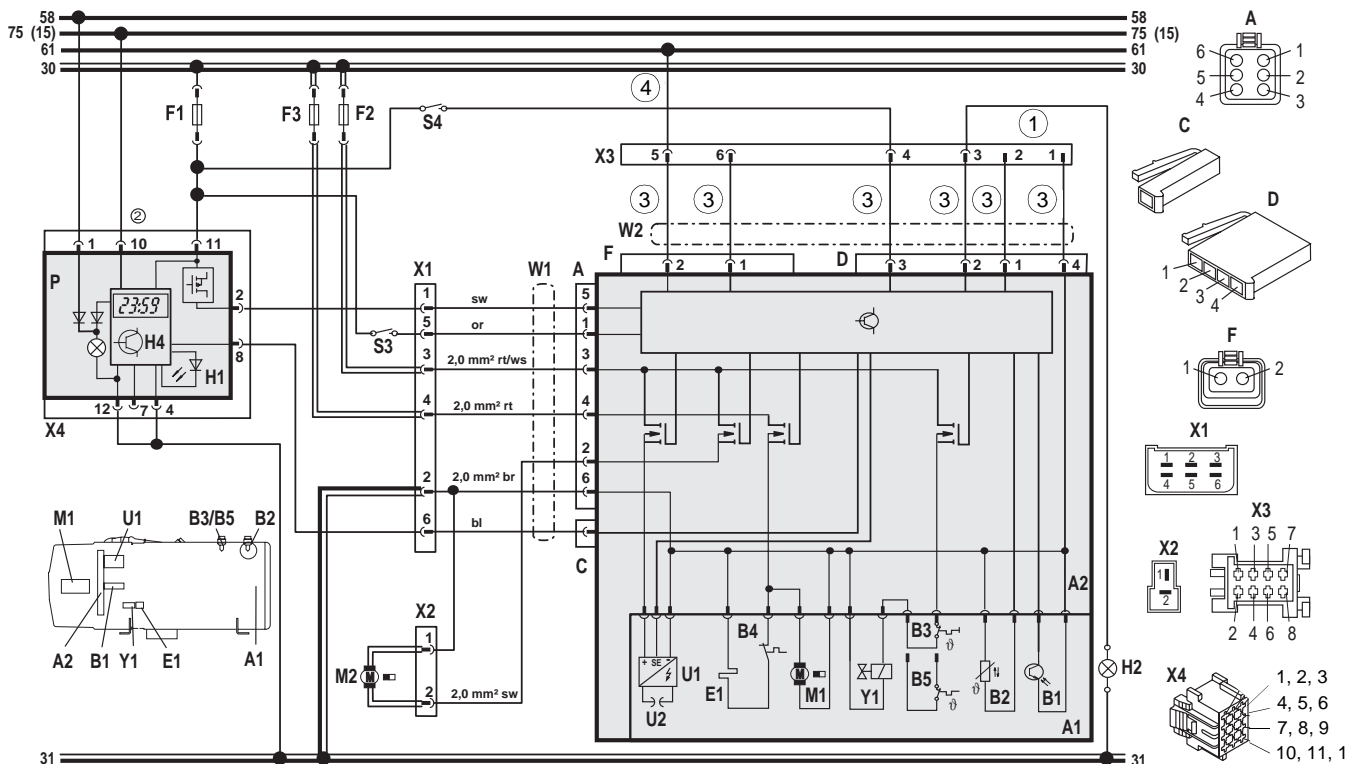 58 58
75 (15) 75 (15)
61 61
30 30
A
6 1
5 2
4 3
F1 F3 F2 S4 4 1
C
X3 5 6 4 3 2 1
3 3 3 3 3 3
D
1
2
3
4
W2
2
1 10 11
F 2 1 D 3 2 1 4
P 23:59 H4 H1
2
8
12 7 4
X4
X1 W1 A
1 sw 5
5 or 1
S3
3 2,0 mm² rt/ws 3
4 2,0 mm² rt 4
2
2 2,0 mm² br 6
6 bl
C
F
1 2
X1
1 2 3
4 5 6
X3
1 3 5 7
2 4 6 8
X2
1
2
M1 U1 B3/B5 B2
A2 B1 Y1 E1 A1
X2
1
M2 M
2 2,0 mm² sw
A2
+ SE - U1
U2
E1
B4
M M1
Y1
B3 ϑ
B5 ϑ
ϑ B2
B1
A1
H2
X4
1, 2, 3
4, 5, 6
7, 8, 9
10, 11, 1
31 31